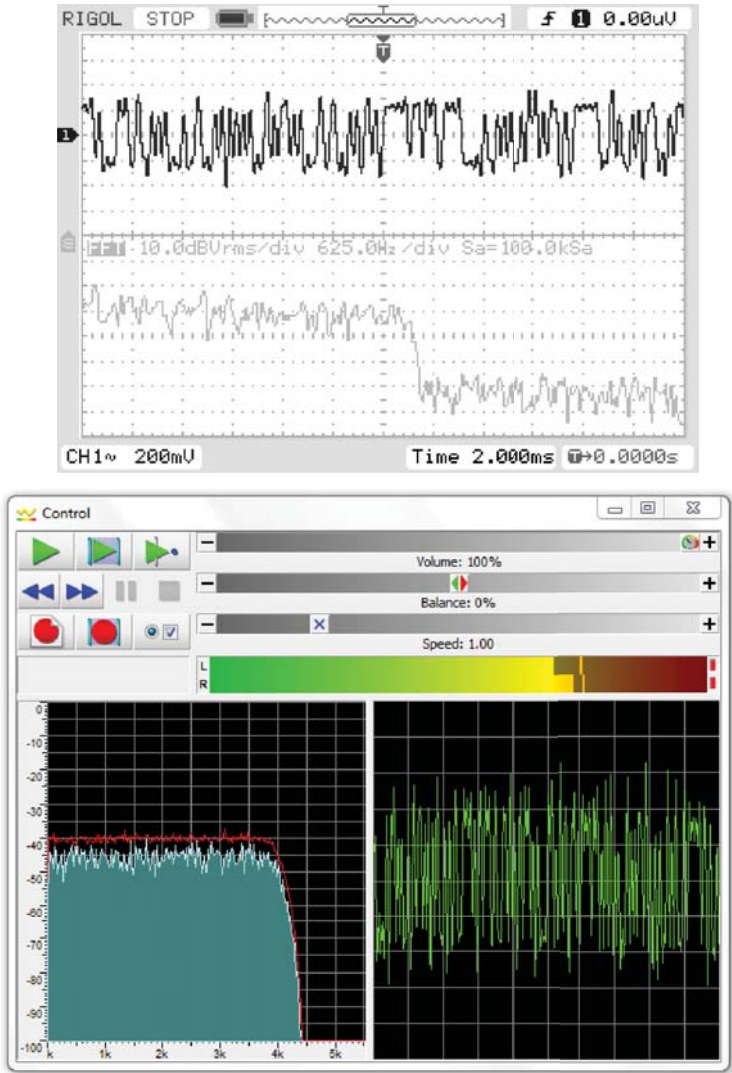 RIGOL STOP T 1 0.00uV
T
1
FFT 10.0dBVrms/div 625.0Hz/div Sa=100.0kSa
CH1~ 200mV Time 2.000ms T→0.0000s
Control
− +
Volume: 100%
− +
Balance: 0%
− +
Speed: 1.00
L
R
0
-10
-20
-30
-40
-50
-60
-70
-80
-90
-100
k 1k 2k 3k 4k 5k